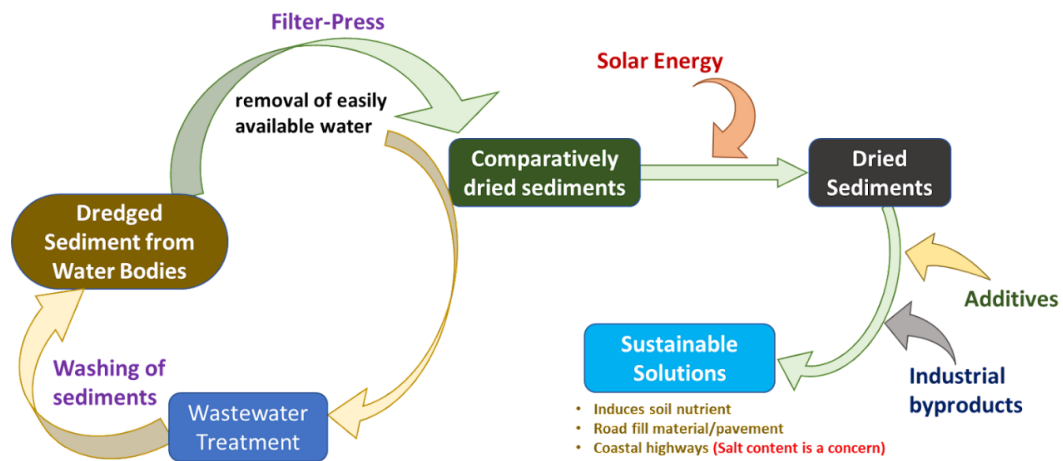 Filter-Press
removal of easily
available water
Solar Energy
Comparatively
dried sediments
Dried
Sediments
Dredged
Sediment from
Water Bodies
Additives
Washing of
sediments
Sustainable
Solutions
Industrial
byproducts
Wastewater
Treatment
• Induces soil nutrient
• Road fill material/pavement
• Coastal highways (Salt content is a concern)